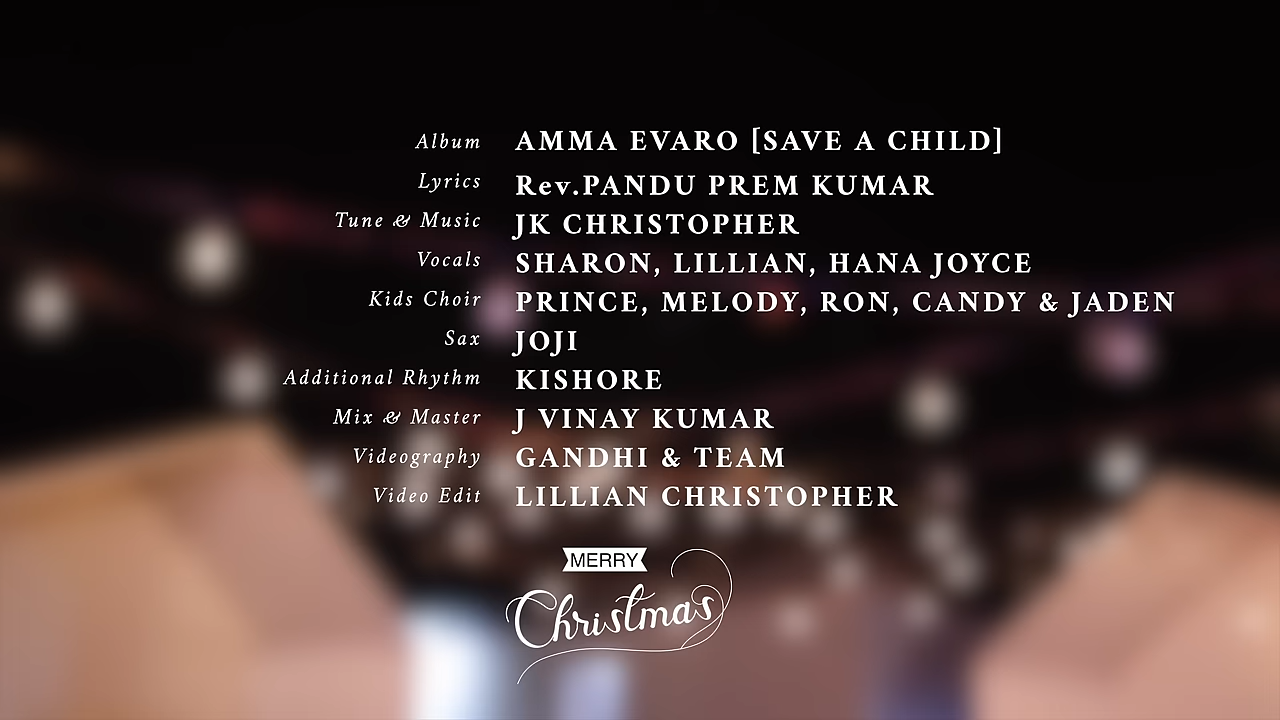 Album AMMA EVARO [SAVE A CHILD]
Lyrics Rev.PANDU PREM KUMAR
Tune & Music JK CHRISTOPHER
Vocals SHARON, LILLIAN, HANA JOYCE
Kids Choir PRINCE, MELODY, RON, CANDY & JADEN
Sax JOJI
Additional Rhythm KISHORE
Mix & Master J VINAY KUMAR
Videography GANDHI & TEAM
Video Edit LILLIAN CHRISTOPHER
MERRY
Christmas